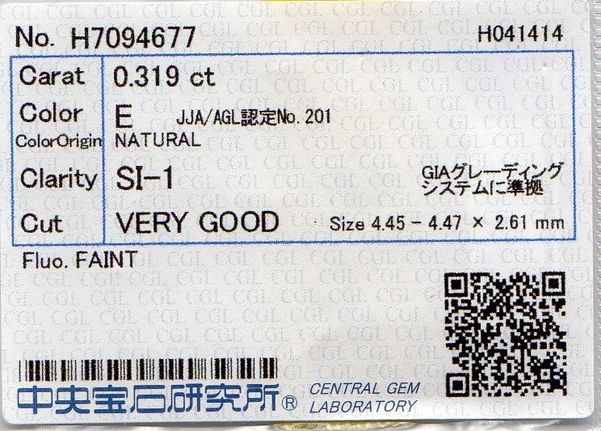 No. H7094677 H041414
Carat 0.319 ct
Color E JJA/AGL認定No.201
ColorOrigin NATURAL
Clarity SI-1 GIAグレーディング
システムに準拠
Cut VERY GOOD Size 4.45 - 4.47 × 2.61 mm
Fluo. FAINT
中央宝石研究所® CENTRAL GEM
LABORATORY